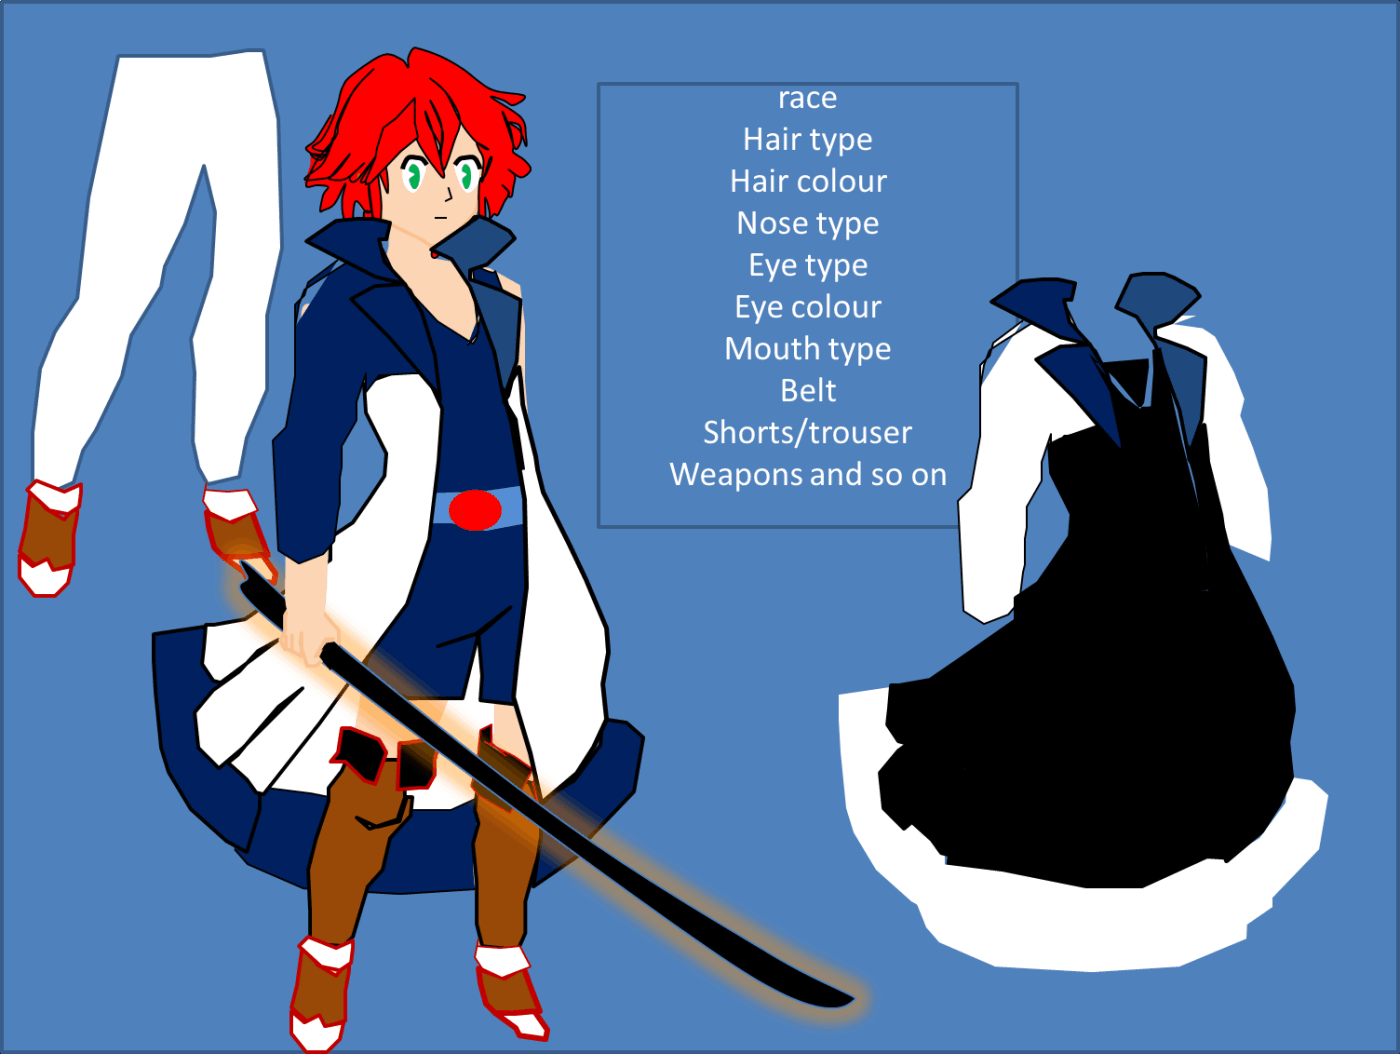 race
Hair type
Hair colour
Nose type
Eye type
Eye colour
Mouth type
Belt
Shorts/trouser
Weapons and so on